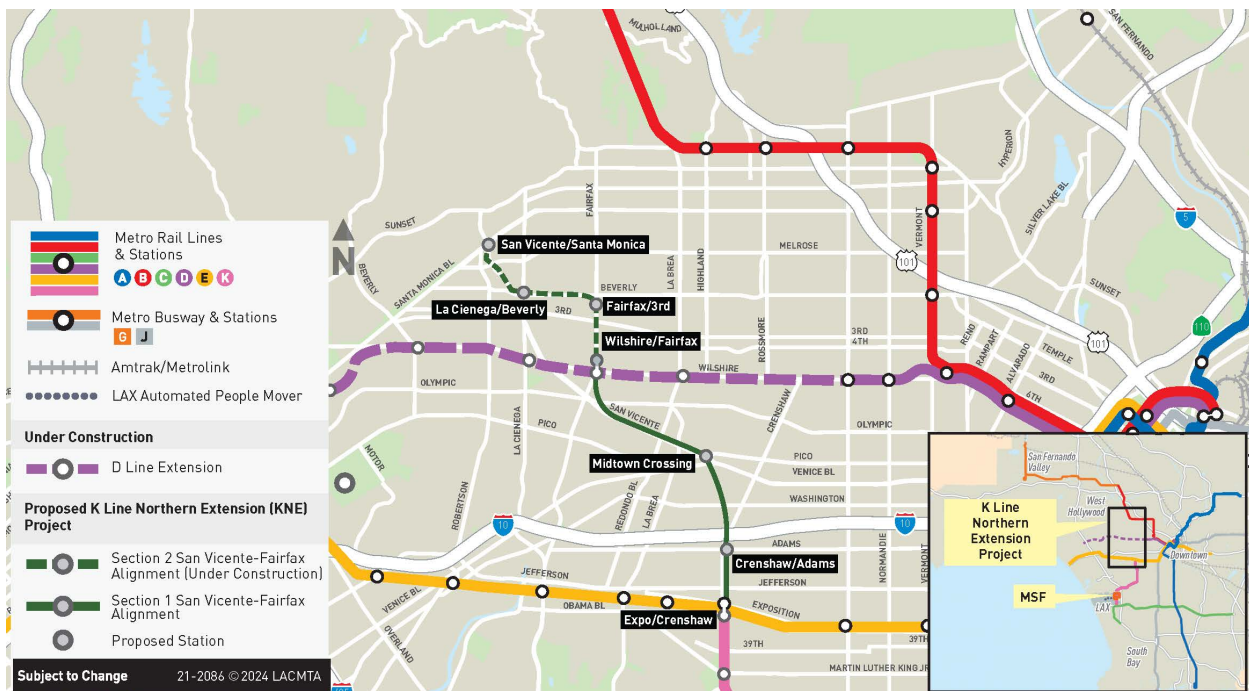 MULHOLLAND
SAN FERNANDO
101
Metro Rail Lines
& Stations
A B C D E K
Metro Busway & Stations
G J
Amtrak/Metrolink
LAX Automated People Mover
Under Construction
D Line Extension
Proposed K Line Northern Extension (KNE)
Project
Section 2 San Vicente-Fairfax
Alignment (Under Construction)
Section 1 San Vicente-Fairfax
Alignment
Proposed Station
Subject to Change
21-2086 © 2024 LACMTA
N
SUNSET
BEVERLY
SANTA MONICA BL
FAIRFAX
San Vicente/Santa Monica
La Cienega/Beverly
BEVERLY
3RD
Fairfax/3rd
Wilshire/Fairfax
LA BREA
HIGHLAND
MELROSE
ROSSMORE
VERMONT
HYPERION
SILVER LAKE BL
5
101
SUNSET
110
101
3RD
4TH
WILSHIRE
RENO
RAMPART
ALVARADO
TEMPLE
3RD
6TH
OLYMPIC
LA CIENEGA
PICO
SAN VICENTE
CRENSHAW
OLYMPIC
Midtown Crossing
PICO
VENICE BL
WASHINGTON
MOTOR
ROBERTSON
REDONDO BL
LA BREA
10
10
ADAMS
Crenshaw/Adams
JEFFERSON
NORMANDIE
VERMONT
JEFFERSON
VENICE BL
OBAMA BL
EXPOSITION
Expo/Crenshaw
OVERLAND
39TH
39TH
MARTIN LUTHER KING JR
405
San Fernando
Valley
West
Hollywood
K Line
Northern
Extension
Project
Downtown
MSF
LAX
South
Bay